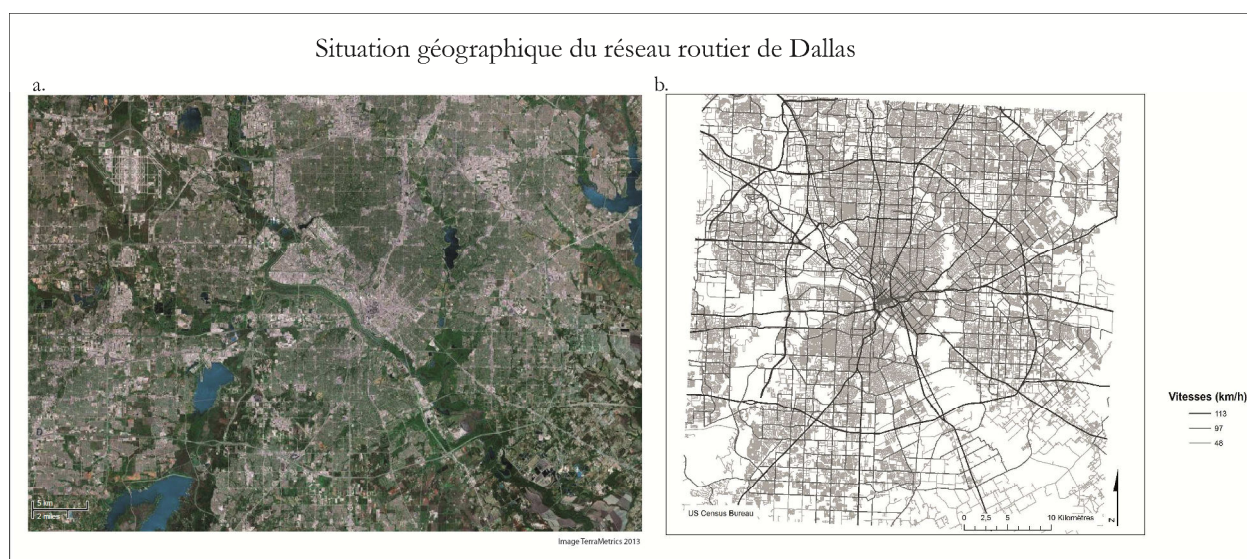 Situation géographique du réseau routier de Dallas
a.
b.
5 km
2 miles
Image TerraMetrics 2013
Vitesses (km/h)
113
97
48
US Census Bureau
0 2,5 5 10 Kilomètres
N